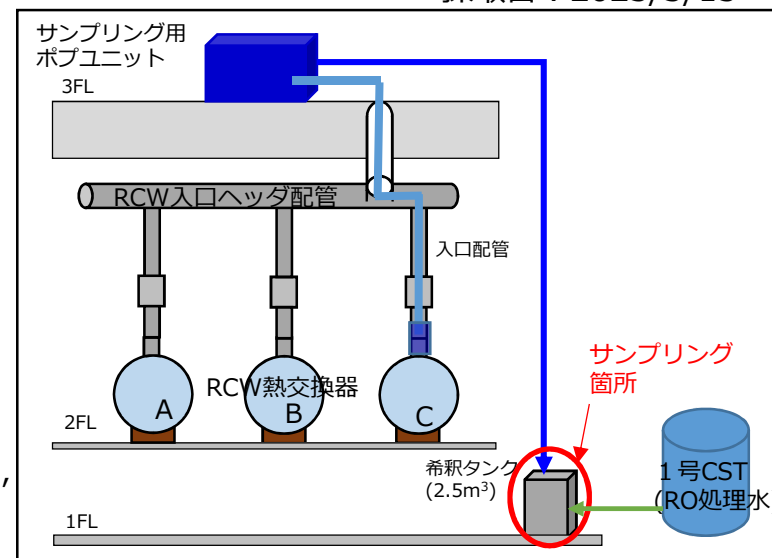 サンプリング用
ポプユニット
3FL
RCW入口ヘッダ配管
入口配管
サンプリング
箇所
RCW熱交換器
A
B
C
2FL
希釈タンク
(2.5m³)
1号CST
(RO処理水
1FL